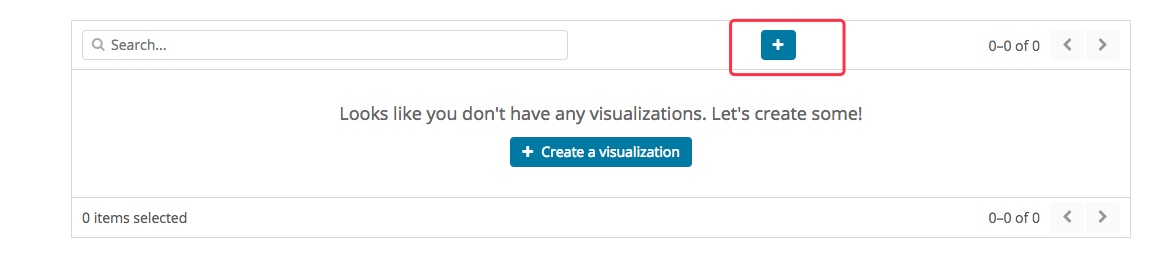 Search...
+
0–0 of 0
Looks like you don't have any visualizations. Let's create some!
+ Create a visualization
0 items selected
0–0 of 0